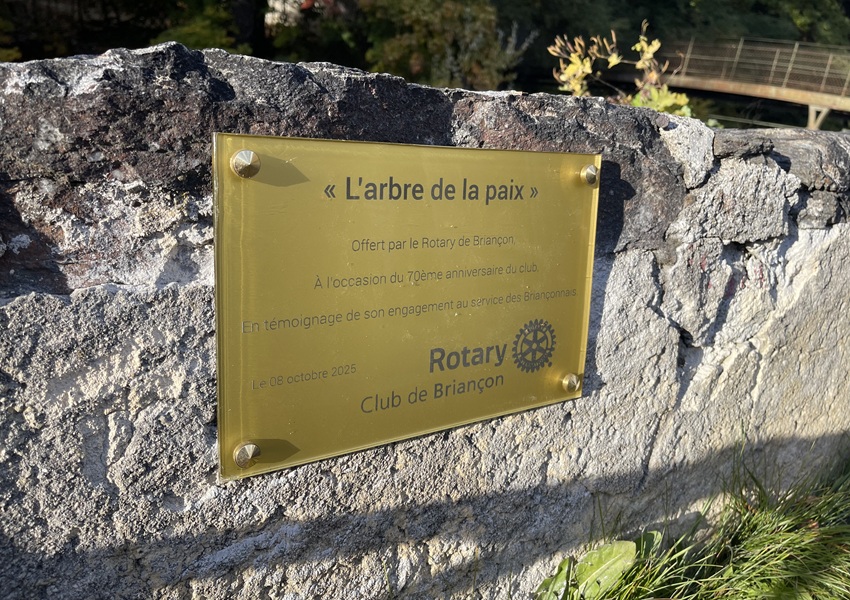 « L'arbre de la paix »
Offert par le Rotary de Briançon,
À l'occasion du 70ème anniversaire du club,
En témoignage de son engagement au service des Briançonnais
Le 08 octobre 2025
Rotary
Club de Briançon